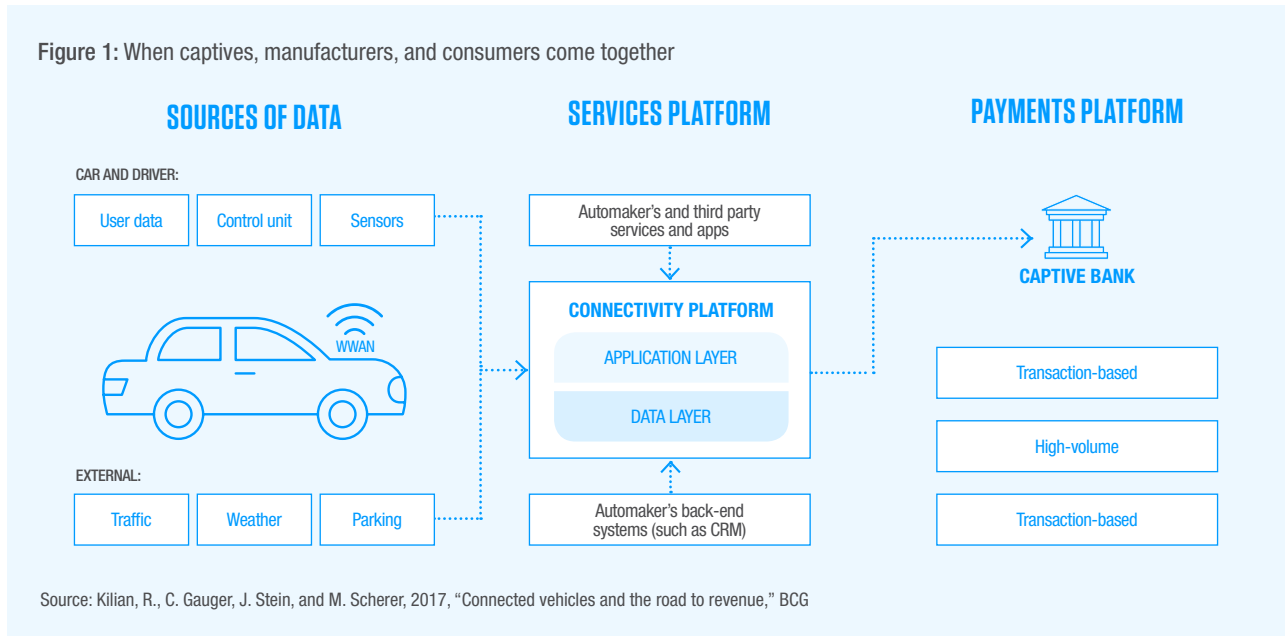 Figure 1: When captives, manufacturers, and consumers come together
SOURCES OF DATA
CAR AND DRIVER:
User data
Control unit
Sensors
WWAN
EXTERNAL:
Traffic
Weather
Parking
SERVICES PLATFORM
Automaker's and third party
services and apps
CONNECTIVITY PLATFORM
APPLICATION LAYER
DATA LAYER
Automaker's back-end
systems (such as CRM)
PAYMENTS PLATFORM
CAPTIVE BANK
Transaction-based
High-volume
Transaction-based
Source: Kilian, R., C. Gauger, J. Stein, and M. Scherer, 2017, “Connected vehicles and the road to revenue,” BCG